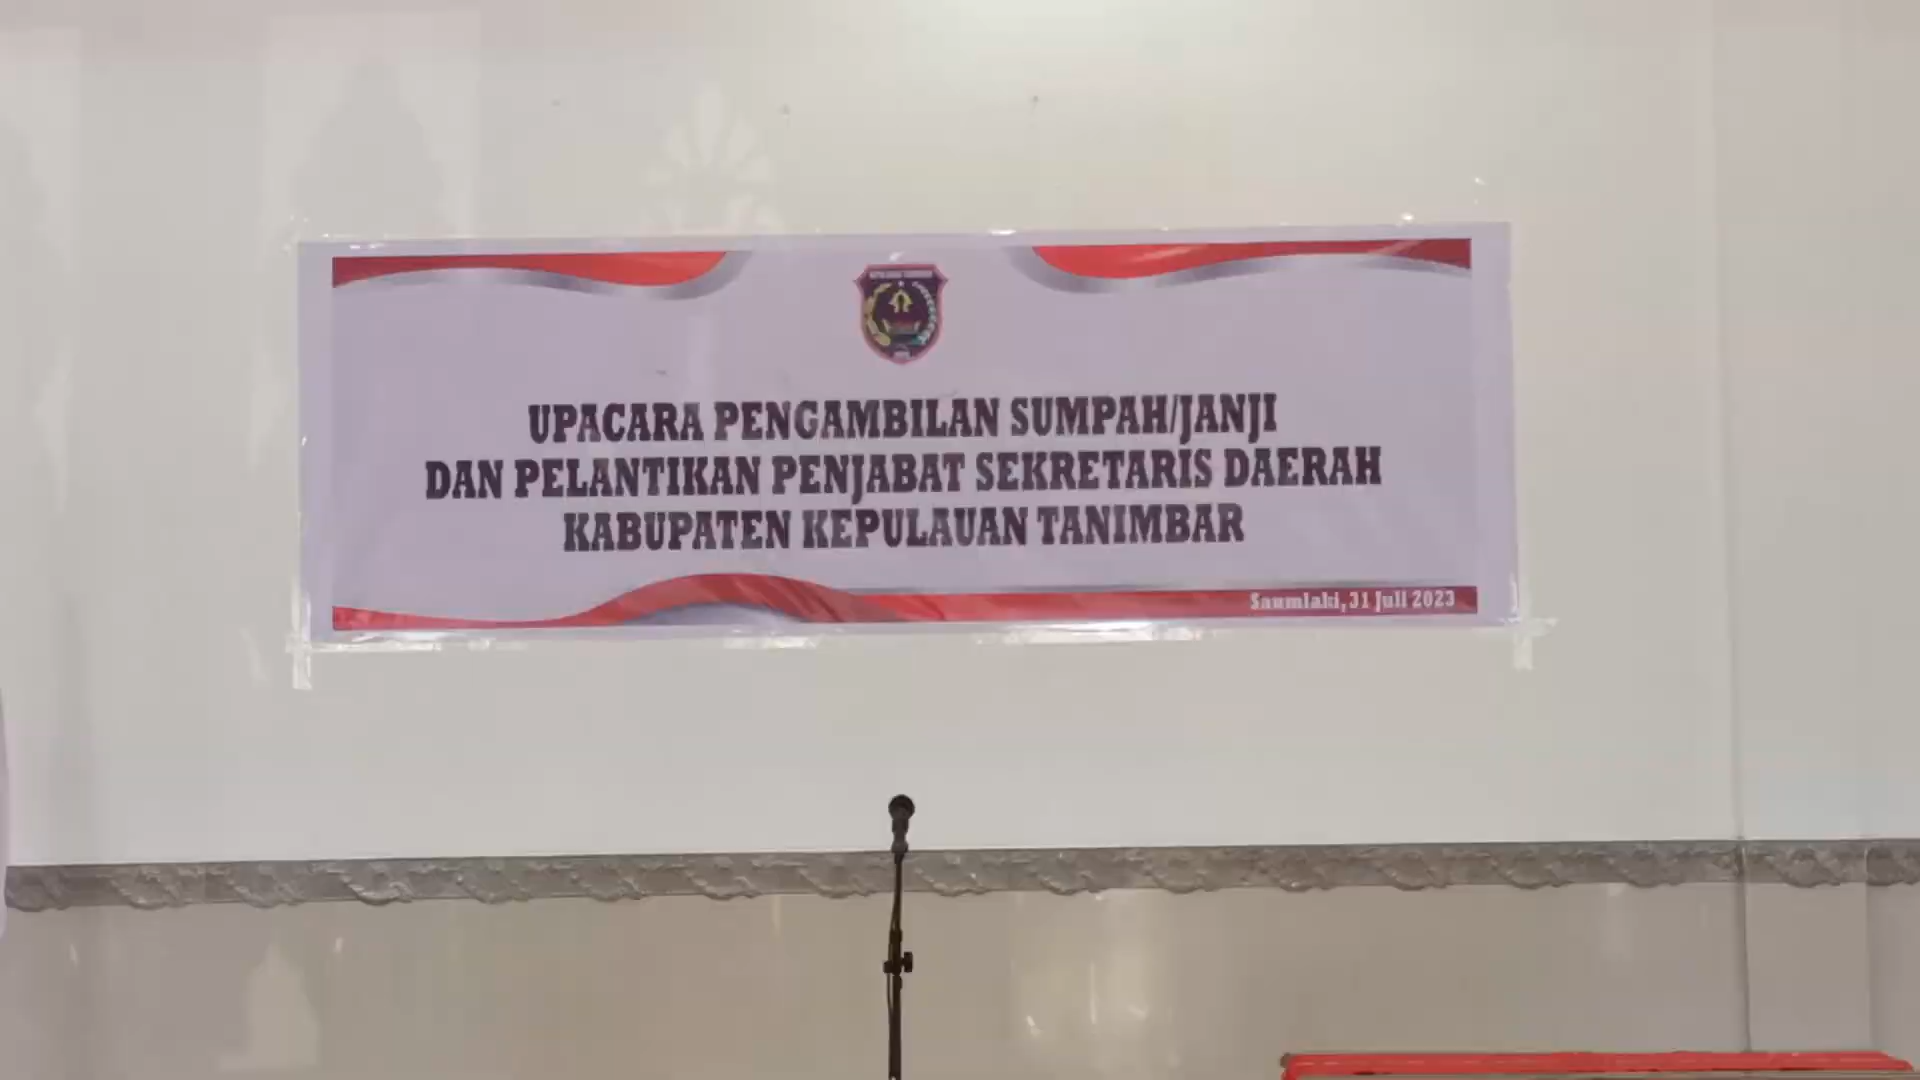 UPACARA PENGAMBILAN SUMPAH/JANJI
DAN PELANTIKAN PENJABAT SEKRETARIS DAERAH
KABUPATEN KEPULAUAN TANIMBAR
Saumlaki, 31 Juli 2023